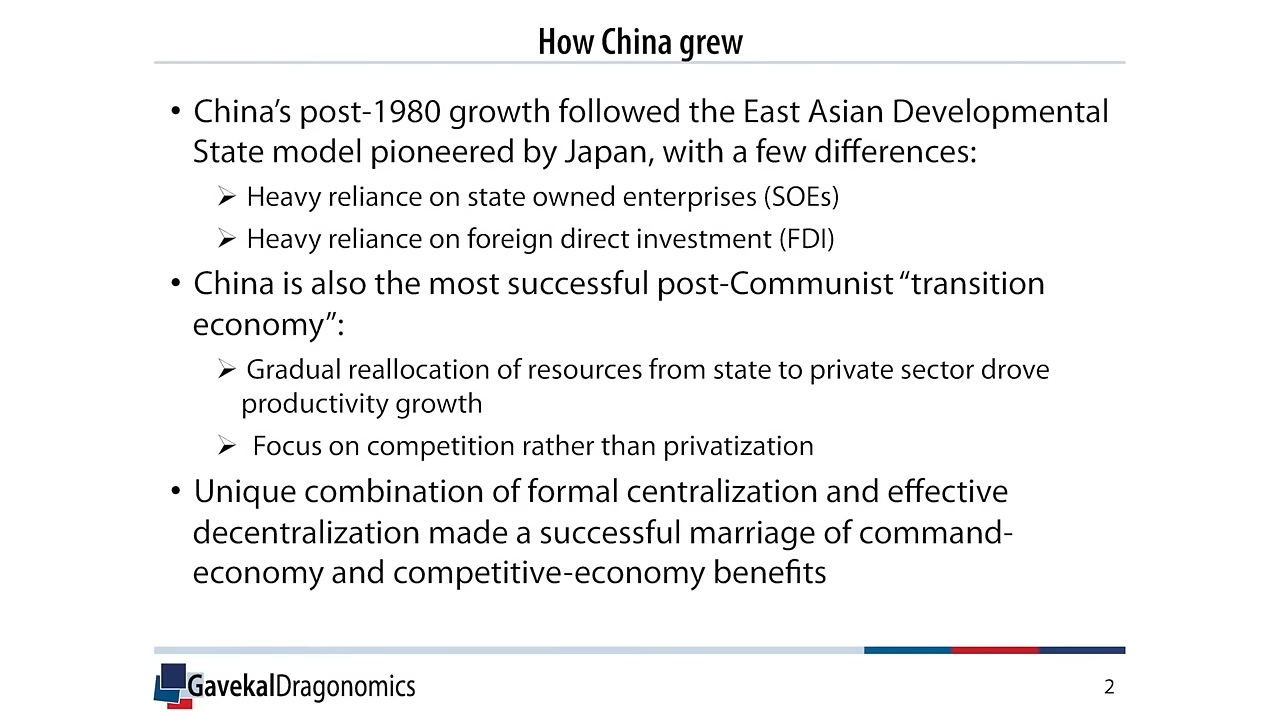 How China grew
• China’s post-1980 growth followed the East Asian Developmental
State model pioneered by Japan, with a few differences:
➢ Heavy reliance on state owned enterprises (SOEs)
➢ Heavy reliance on foreign direct investment (FDI)
• China is also the most successful post-Communist “transition
economy”:
➢ Gradual reallocation of resources from state to private sector drove
productivity growth
➢ Focus on competition rather than privatization
• Unique combination of formal centralization and effective
decentralization made a successful marriage of command-
economy and competitive-economy benefits
GavekalDragonomics
2